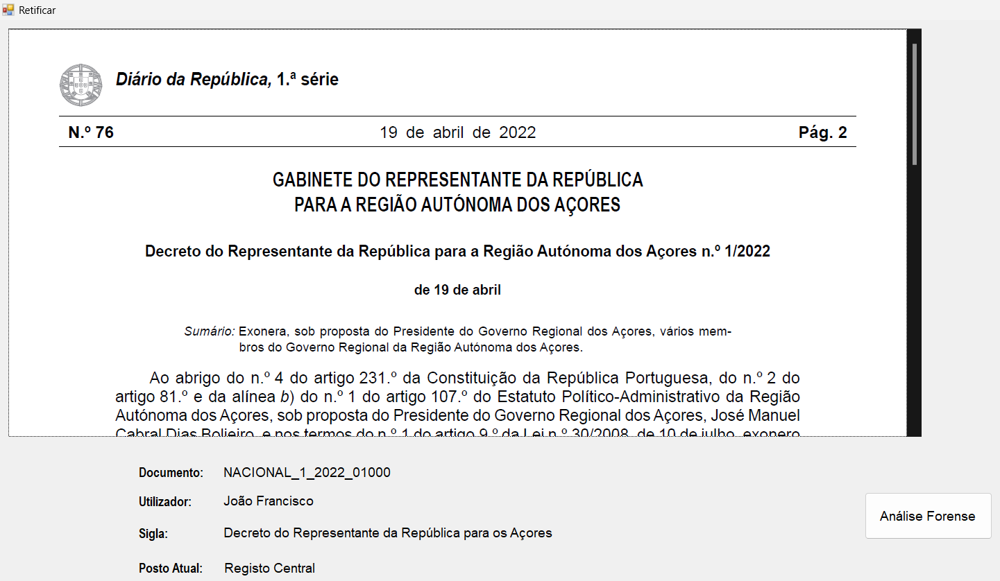 Retificar
Diário da República, 1.ª série
N.º 76 19 de abril de 2022 Pág. 2
GABINETE DO REPRESENTANTE DA REPÚBLICA
PARA A REGIÃO AUTÓNOMA DOS AÇORES
Decreto do Representante da República para a Região Autónoma dos Açores n.º 1/2022
de 19 de abril
Sumário: Exonera, sob proposta do Presidente do Governo Regional dos Açores, vários mem-
bros do Governo Regional da Região Autónoma dos Açores.
Ao abrigo do n.º 4 do artigo 231.º da Constituição da República Portuguesa, do n.º 2 do
artigo 81.º e da alínea b) do n.º 1 do artigo 107.º do Estatuto Político-Administrativo da Região
Autónoma dos Açores, sob proposta do Presidente do Governo Regional dos Açores, José Manuel
Cabral Dias Bolieiro, e nos termos do n.º 1 do artigo 9.º da Lei n.º 30/2008, de 10 de julho, exonero
Documento: NACIONAL_1_2022_01000
Utilizador: João Francisco
Análise Forense
Sigla: Decreto do Representante da República para os Açores
Posto Atual: Registo Central